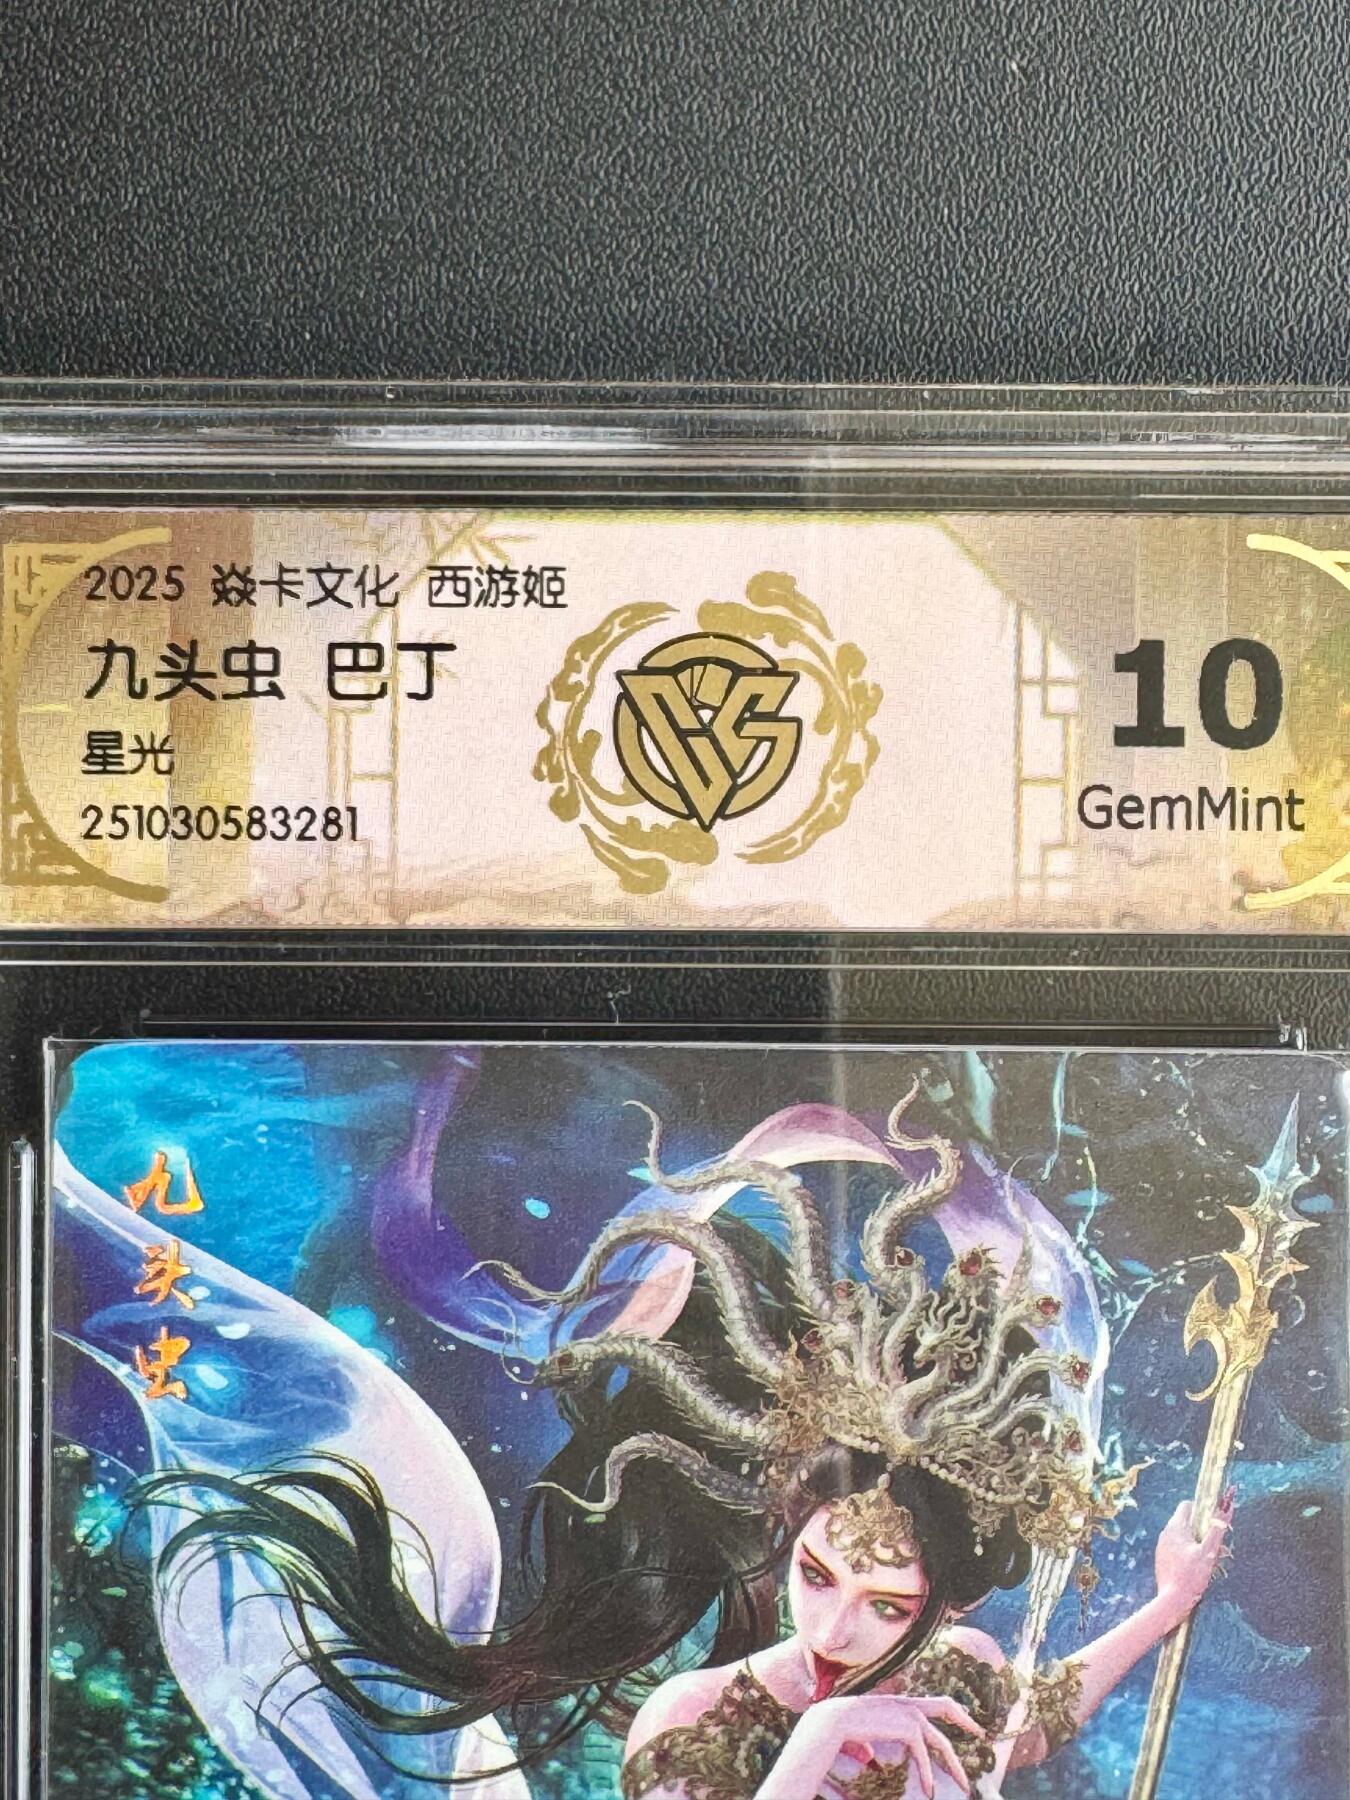 2025 焱卡文化 西游姬
九头虫 巴丁
星光
251030583281
10
GemMint
九头虫